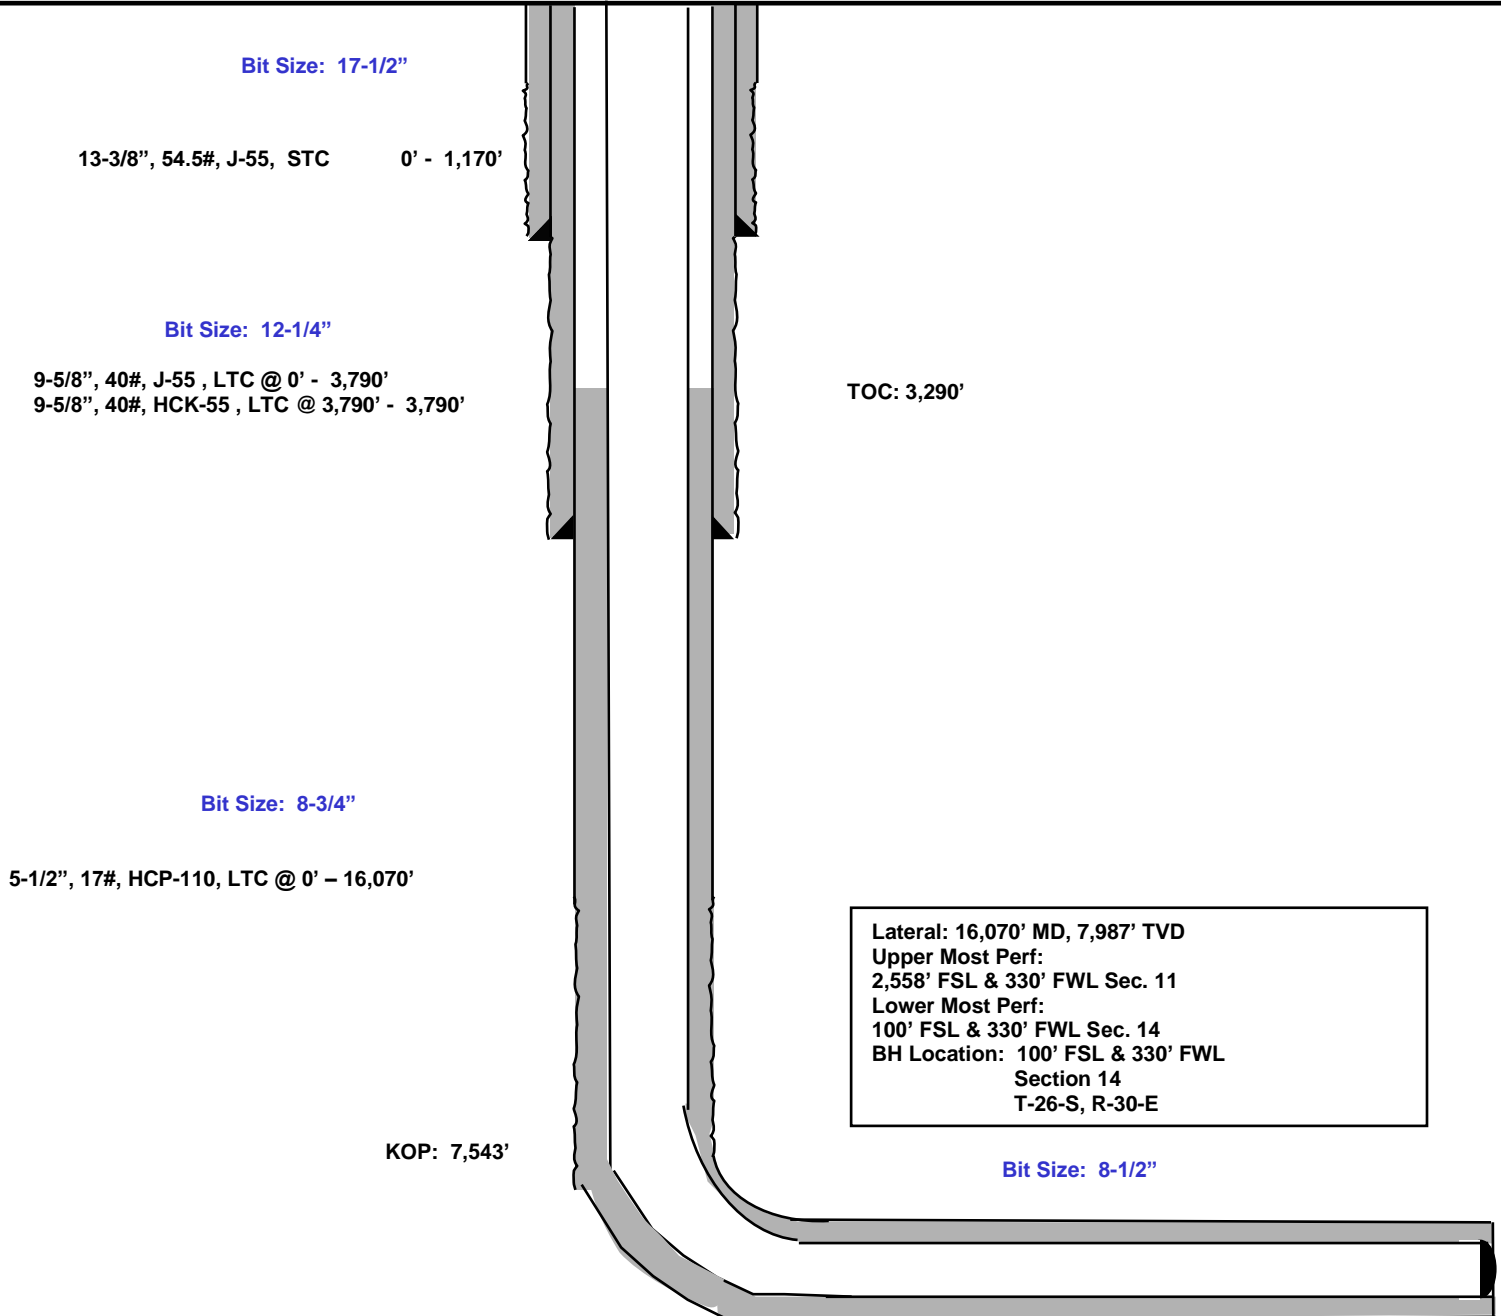 Bit Size: 17-1/2”
13-3/8”, 54.5#, J-55, STC 0’ - 1,170’
Bit Size: 12-1/4”
9-5/8”, 40#, J-55 , LTC @ 0’ - 3,790’
9-5/8”, 40#, HCK-55 , LTC @ 3,790’ - 3,790’
TOC: 3,290’
Bit Size: 8-3/4”
5-1/2”, 17#, HCP-110, LTC @ 0’ – 16,070’
Lateral: 16,070’ MD, 7,987’ TVD
Upper Most Perf:
2,558’ FSL & 330’ FWL Sec. 11
Lower Most Perf:
100’ FSL & 330’ FWL Sec. 14
BH Location: 100’ FSL & 330’ FWL
Section 14
T-26-S, R-30-E
KOP: 7,543’
Bit Size: 8-1/2”